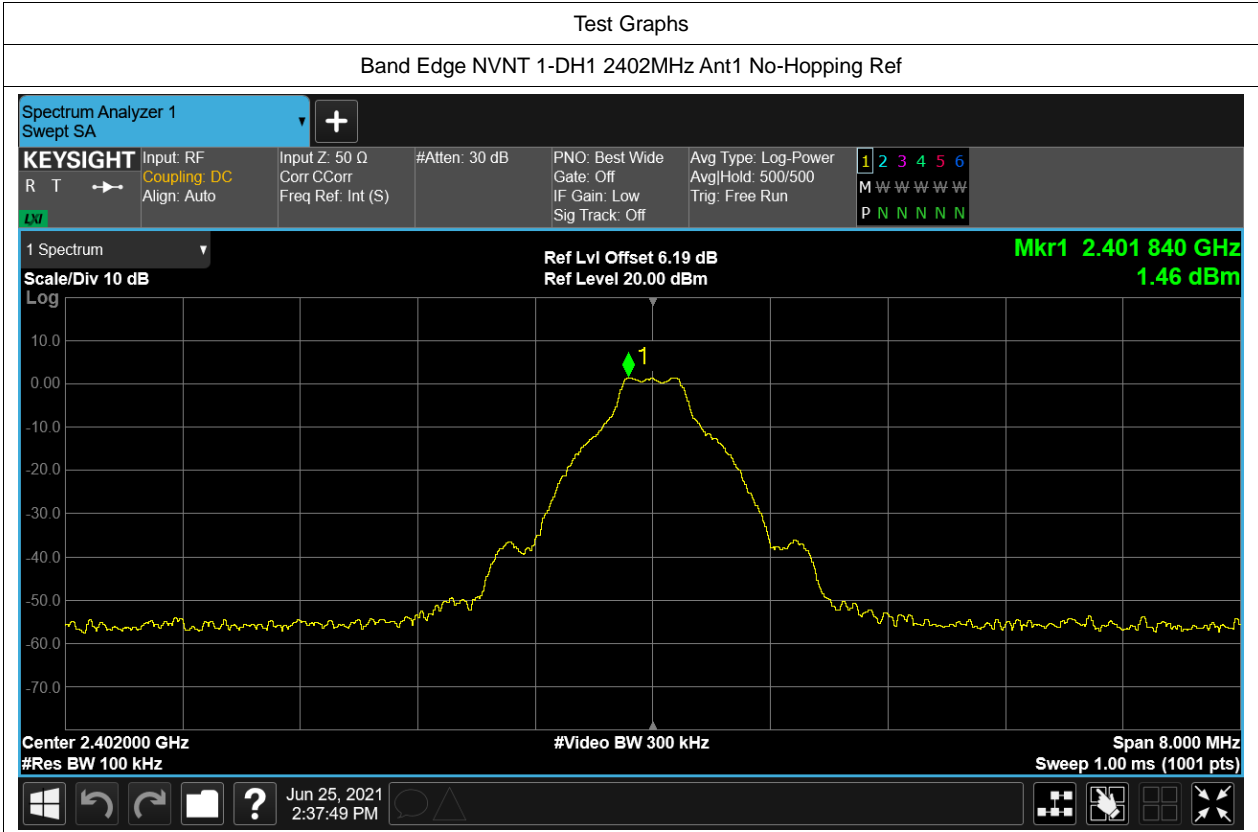 Test Graphs
Band Edge NVNT 1-DH1 2402MHz Ant1 No-Hopping Ref
Spectrum Analyzer 1
Swept SA
KEYSIGHT
R T
LXI
Input: RF
Coupling: DC
Align: Auto
Input Z: 50 Ω
Corr CCorr
Freq Ref: Int (S)
#Atten: 30 dB
PNO: Best Wide
Gate: Off
IF Gain: Low
Sig Track: Off
Avg Type: Log-Power
Avg|Hold: 500/500
Trig: Free Run
1 2 3 4 5 6
M W W W W W
P N N N N N
1 Spectrum
Scale/Div 10 dB
Ref Lvl Offset 6.19 dB
Ref Level 20.00 dBm
Mkr1 2.401 840 GHz
1.46 dBm
Log
10.0
0.00
-10.0
-20.0
-30.0
-40.0
-50.0
-60.0
-70.0
1
Center 2.402000 GHz
#Res BW 100 kHz
#Video BW 300 kHz
Span 8.000 MHz
Sweep 1.00 ms (1001 pts)
?
Jun 25, 2021
2:37:49 PM